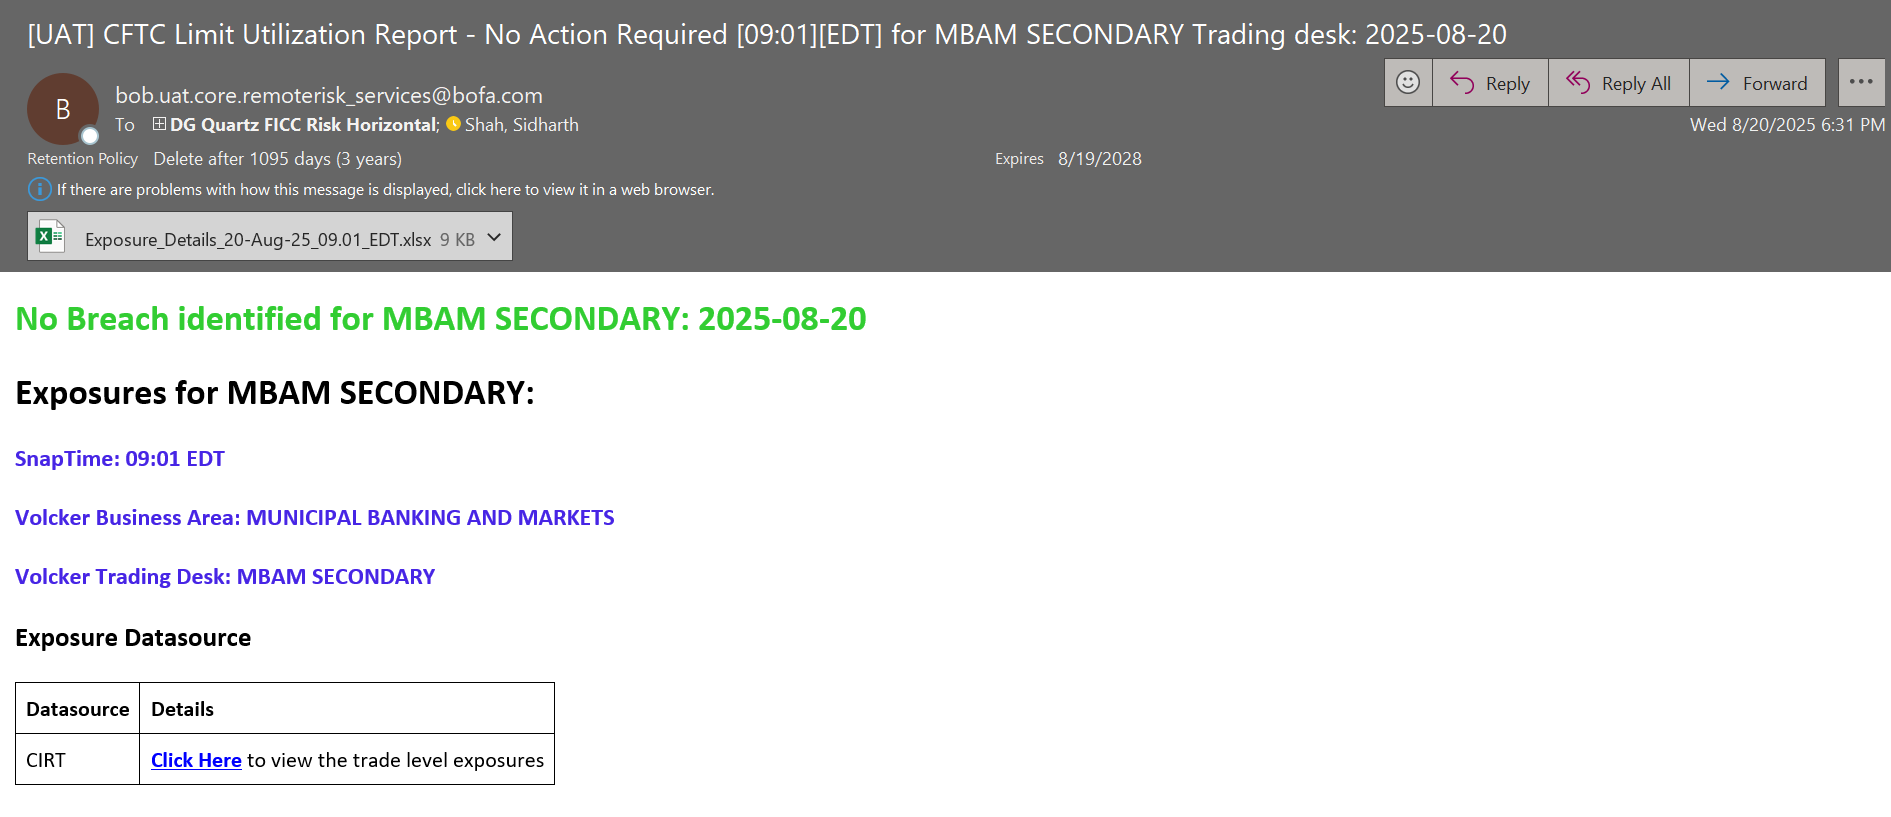 [UAT] CFTC Limit Utilization Report - No Action Required [09:01][EDT] for MBAM SECONDARY Trading desk: 2025-08-20
B
bob.uat.core.remoterisk_services@bofa.com
Reply
Reply All
Forward
To DG Quartz FICC Risk Horizontal; Shah, Sidharth
Wed 8/20/2025 6:31 PM
Retention Policy Delete after 1095 days (3 years)
Expires 8/19/2028
If there are problems with how this message is displayed, click here to view it in a web browser.
Exposure_Details_20-Aug-25_09.01_EDT.xlsx 9 KB
No Breach identified for MBAM SECONDARY: 2025-08-20
Exposures for MBAM SECONDARY:
SnapTime: 09:01 EDT
Volcker Business Area: MUNICIPAL BANKING AND MARKETS
Volcker Trading Desk: MBAM SECONDARY
Exposure Datasource
Datasource Details
CIRT Click Here to view the trade level exposures